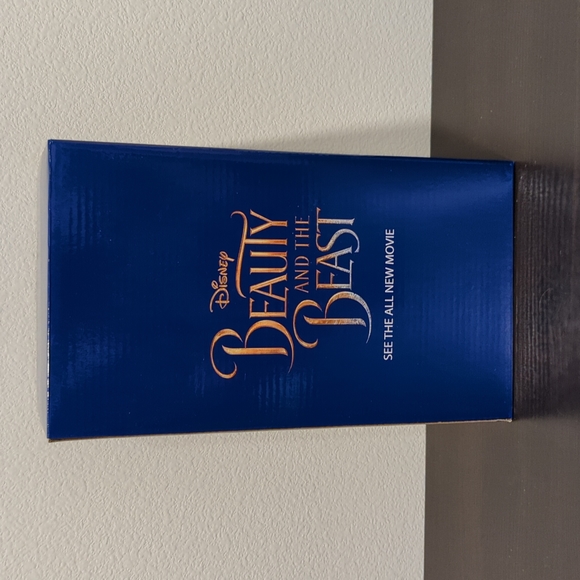 Disney
BEAUTY
AND THE
BEAST
SEE THE ALL NEW MOVIE